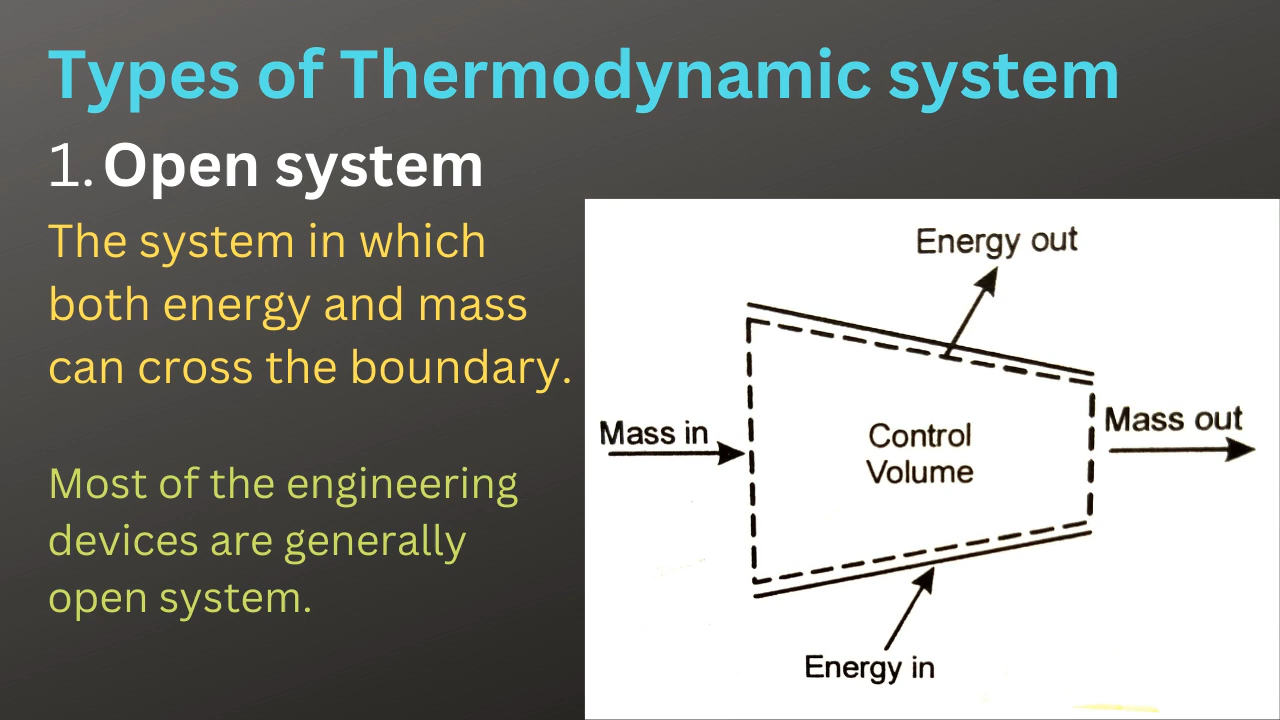 Types of Thermodynamic system
1. Open system
The system in which
both energy and mass
can cross the boundary.
Most of the engineering
devices are generally
open system.
Energy out
Mass in
Control
Volume
Mass out
Energy in